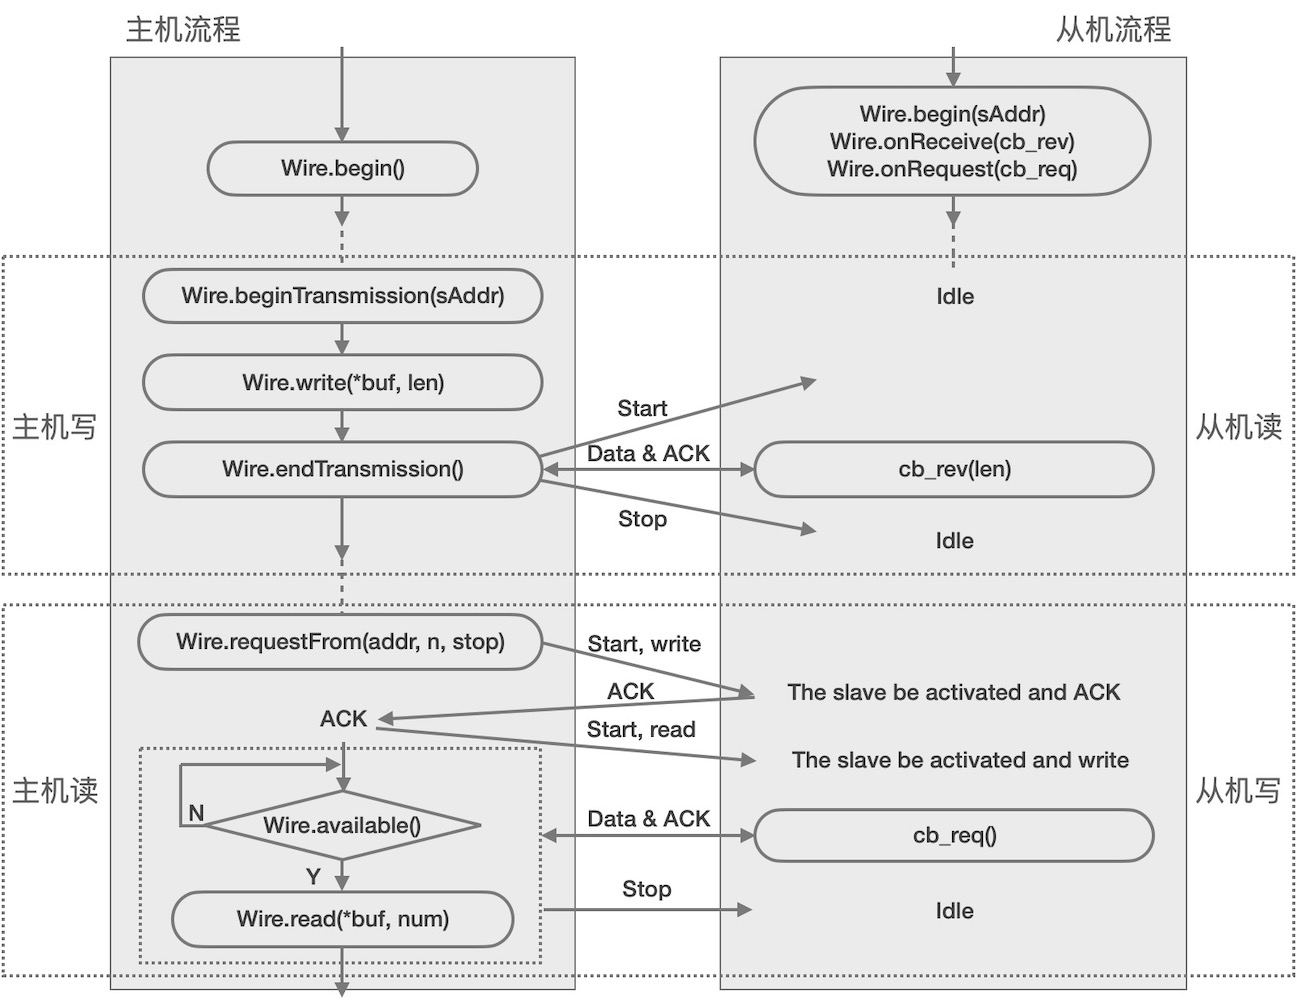 主机流程
从机流程
Wire.begin(sAddr)
Wire.onReceive(cb_rev)
Wire.onRequest(cb_req)
Wire.begin()
Wire.beginTransmission(sAddr)
Idle
Wire.write(*buf, len)
Start
主机写
从机读
Data & ACK
Wire.endTransmission()
cb_rev(len)
Stop
Idle
Wire.requestFrom(addr, n, stop)
Start, write
ACK
The slave be activated and ACK
ACK
Start, read
The slave be activated and write
主机读
从机写
N
Wire.available()
Data & ACK
cb_req()
Y
Stop
Wire.read(*buf, num)
Idle